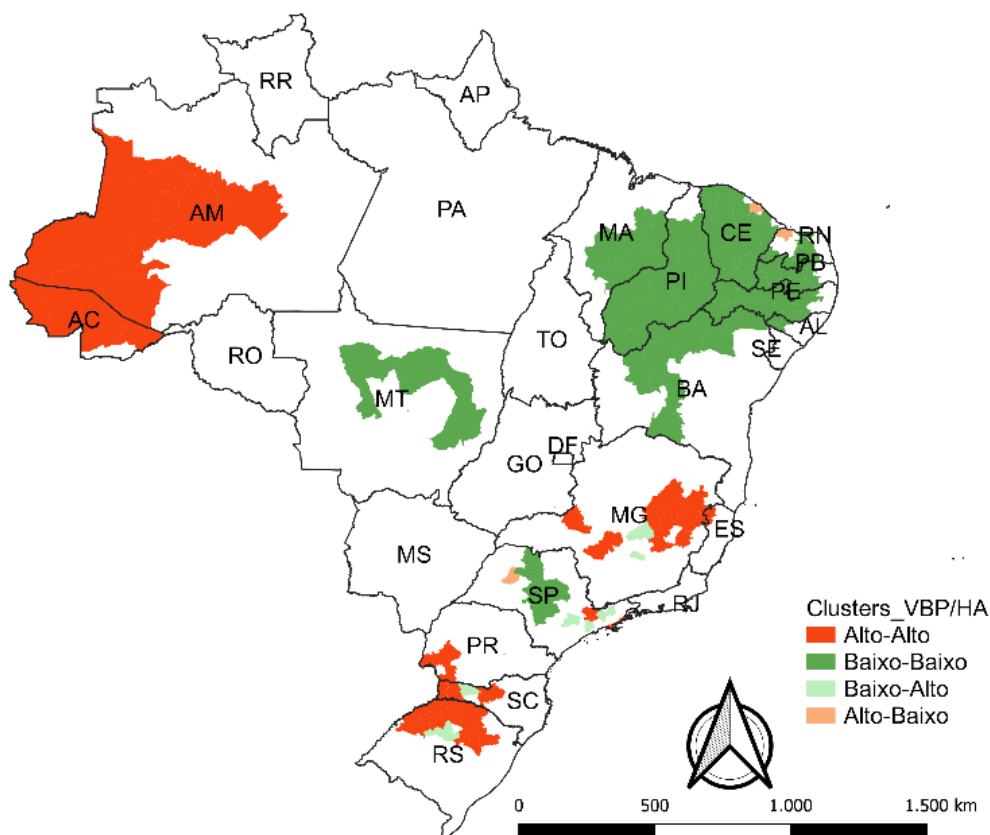 RR
AP
AM
PA
MA
CE
RN
PB
PI
PE
AC
AL
TO
SE
RO
BA
MT
DF
GO
MG
ES
MS
SP
RJ
PR
SC
RS
Clusters_VBP/HA
Alto-Alto
Baixo-Baixo
Baixo-Alto
Alto-Baixo
0 500 1.000 1.500 km